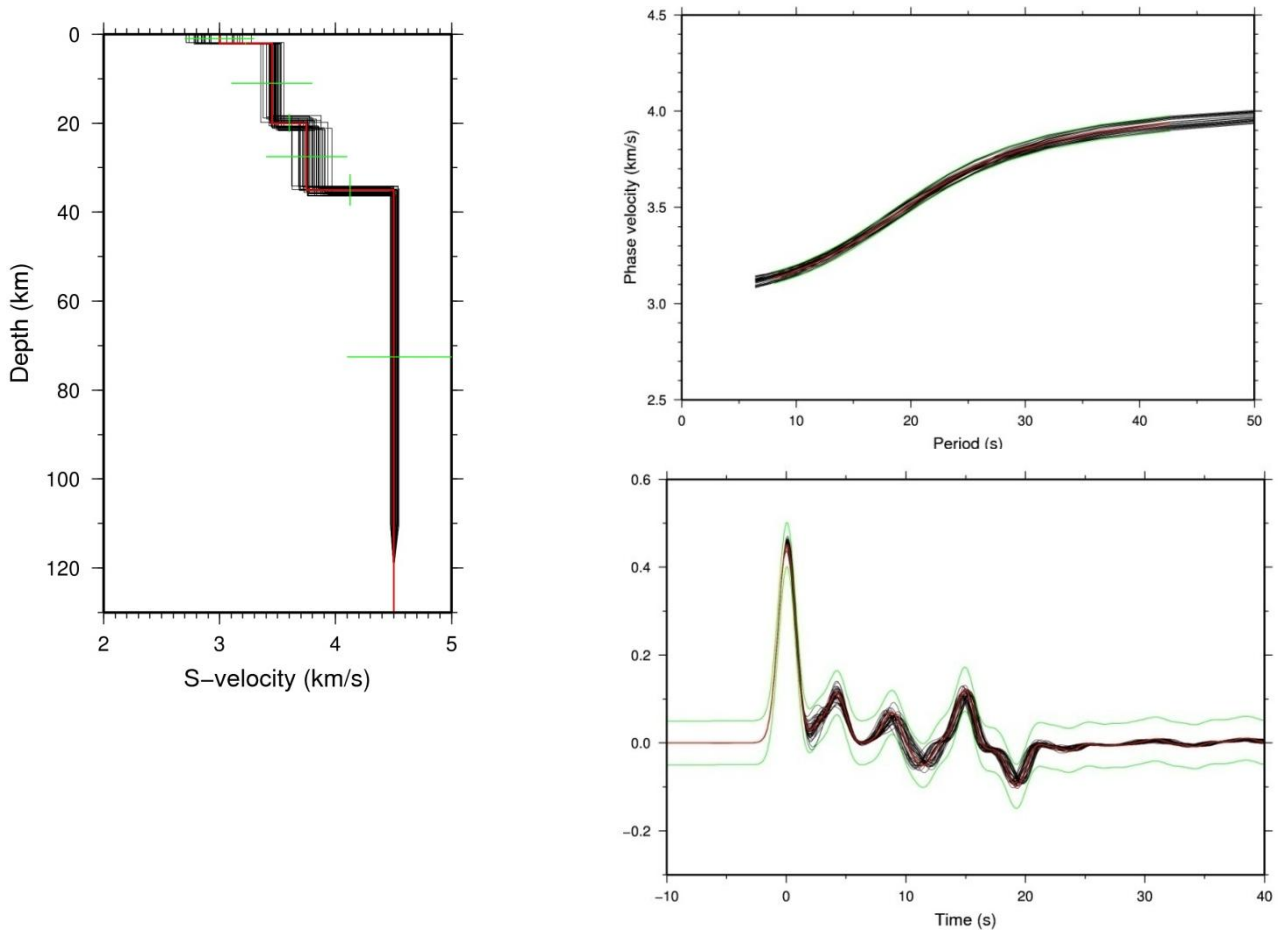 0
20
40
60
80
100
120
Depth (km)
2 3 4 5
S−velocity (km/s)
4.5
4.0
3.5
3.0
2.5
Phase velocity (km/s)
0 10 20 30 40 50
Period (s)
0.6
0.4
0.2
0.0
−0.2
−10 0 10 20 30 40
Time (s)